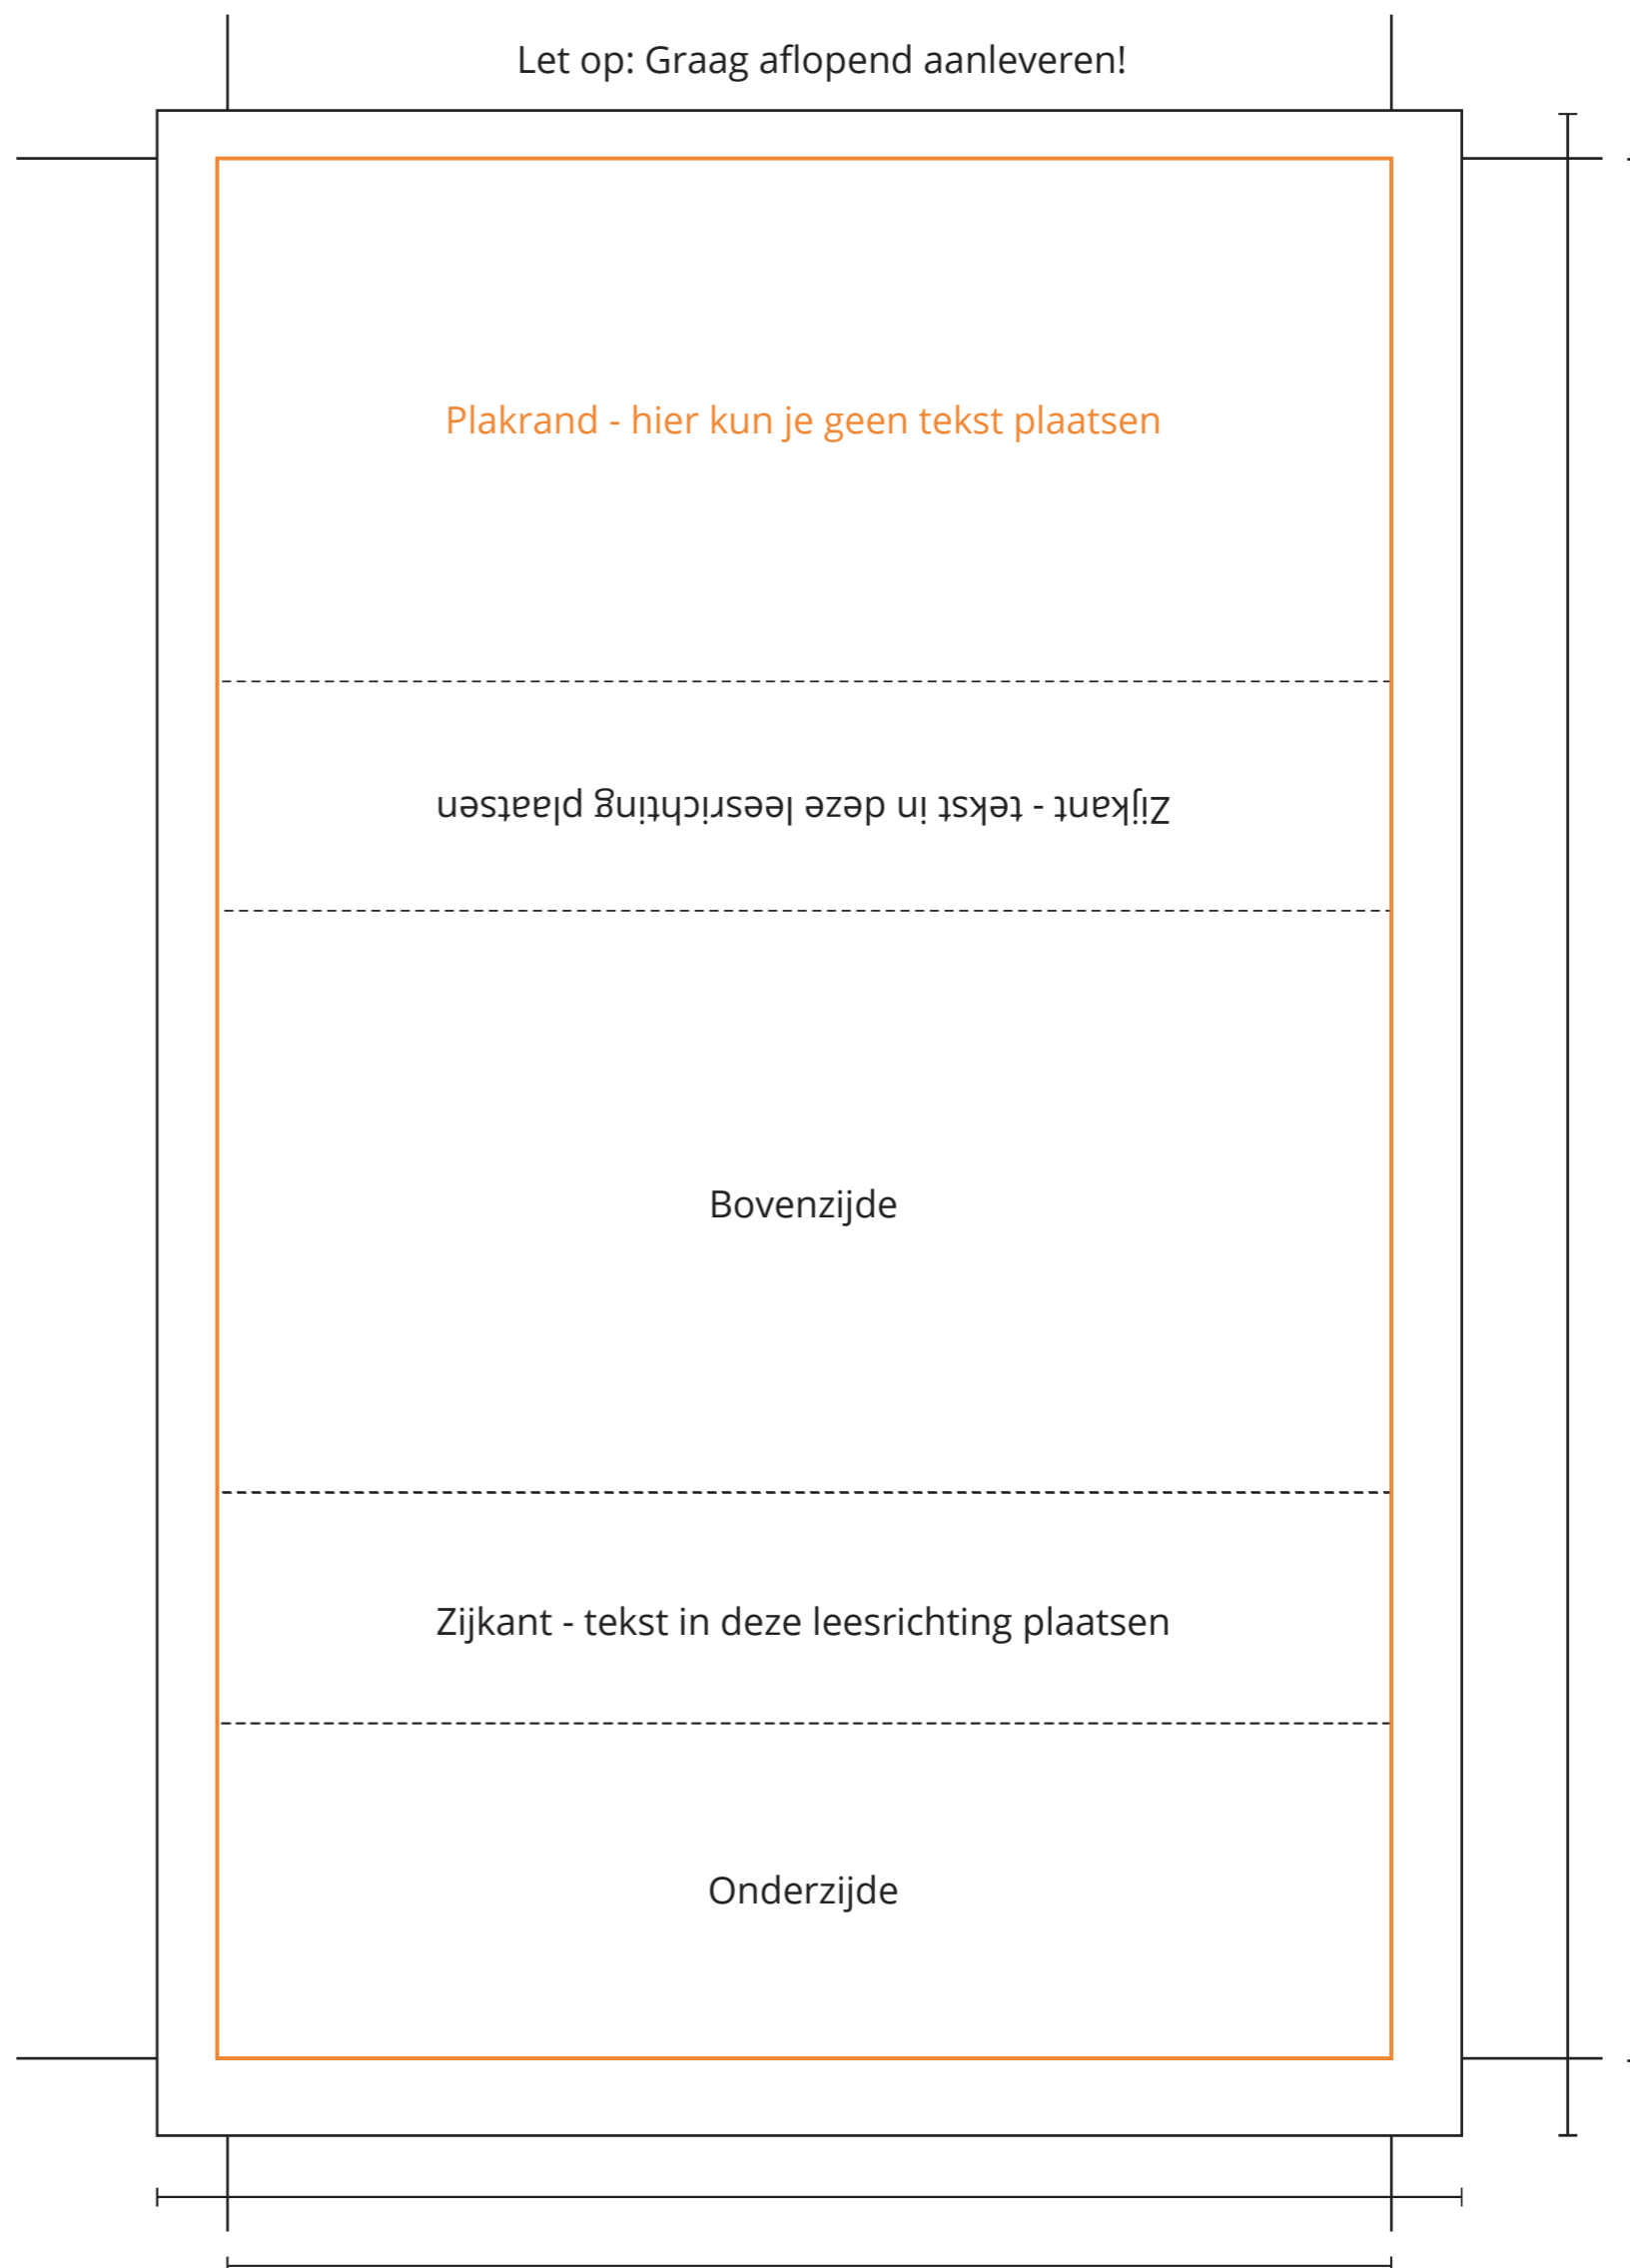 Let op: Graag aflopend aanleveren!
Plakrand - hier kun je geen tekst plaatsen
Zijkant - tekst in deze leesrichting plaatsen
Bovenzijde
Zijkant - tekst in deze leesrichting plaatsen
Onderzijde